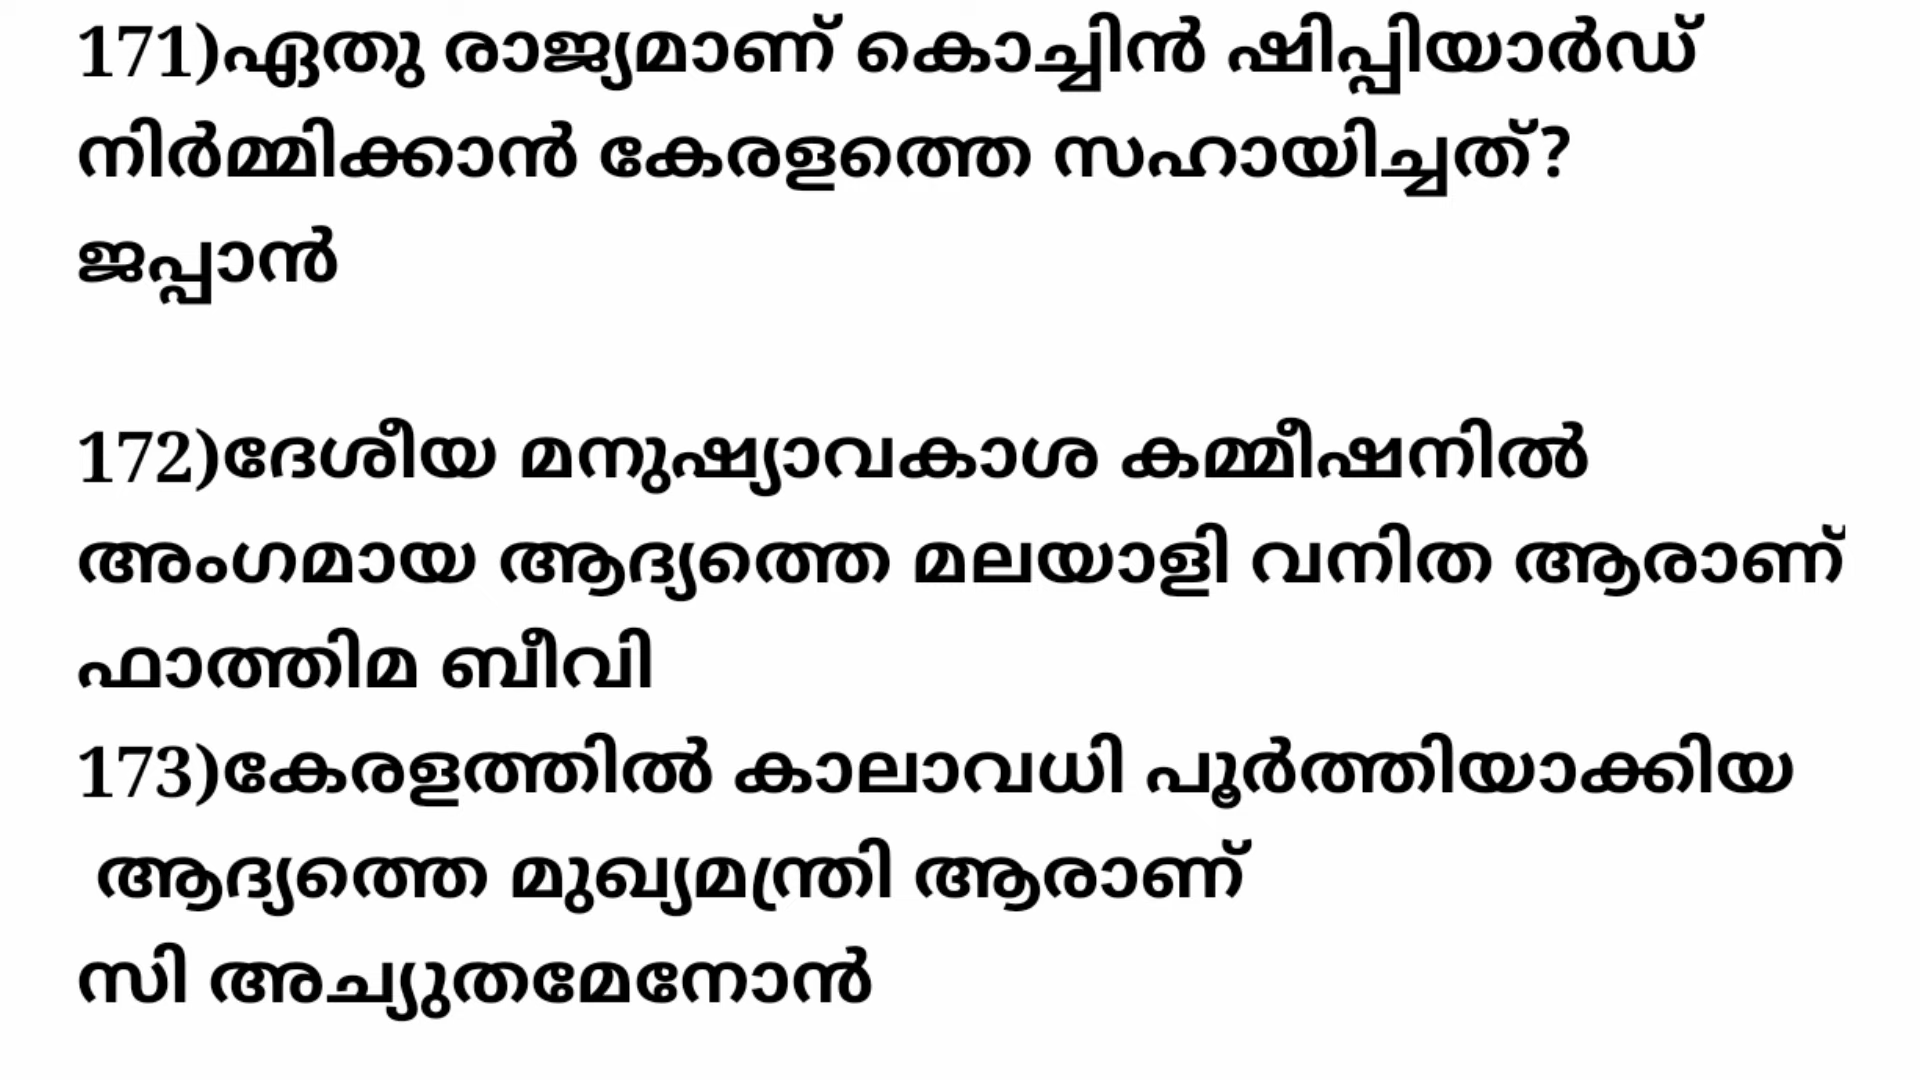 171)ഏതു രാജ്യമാണ് കൊച്ചിൻ ഷിപ്പിയാർഡ്
നിർമ്മിക്കാൻ കേരളത്തെ സഹായിച്ചത്?
ജപ്പാൻ
172)ദേശീയ മനുഷ്യാവകാശ കമ്മീഷനിൽ
അംഗമായ ആദ്യത്തെ മലയാളി വനിത ആരാണ്
ഫാത്തിമ ബീവി
173)കേരളത്തിൽ കാലാവധി പൂർത്തിയാക്കിയ
ആദ്യത്തെ മുഖ്യമന്ത്രി ആരാണ്
സി അച്യുതമേനോൻ